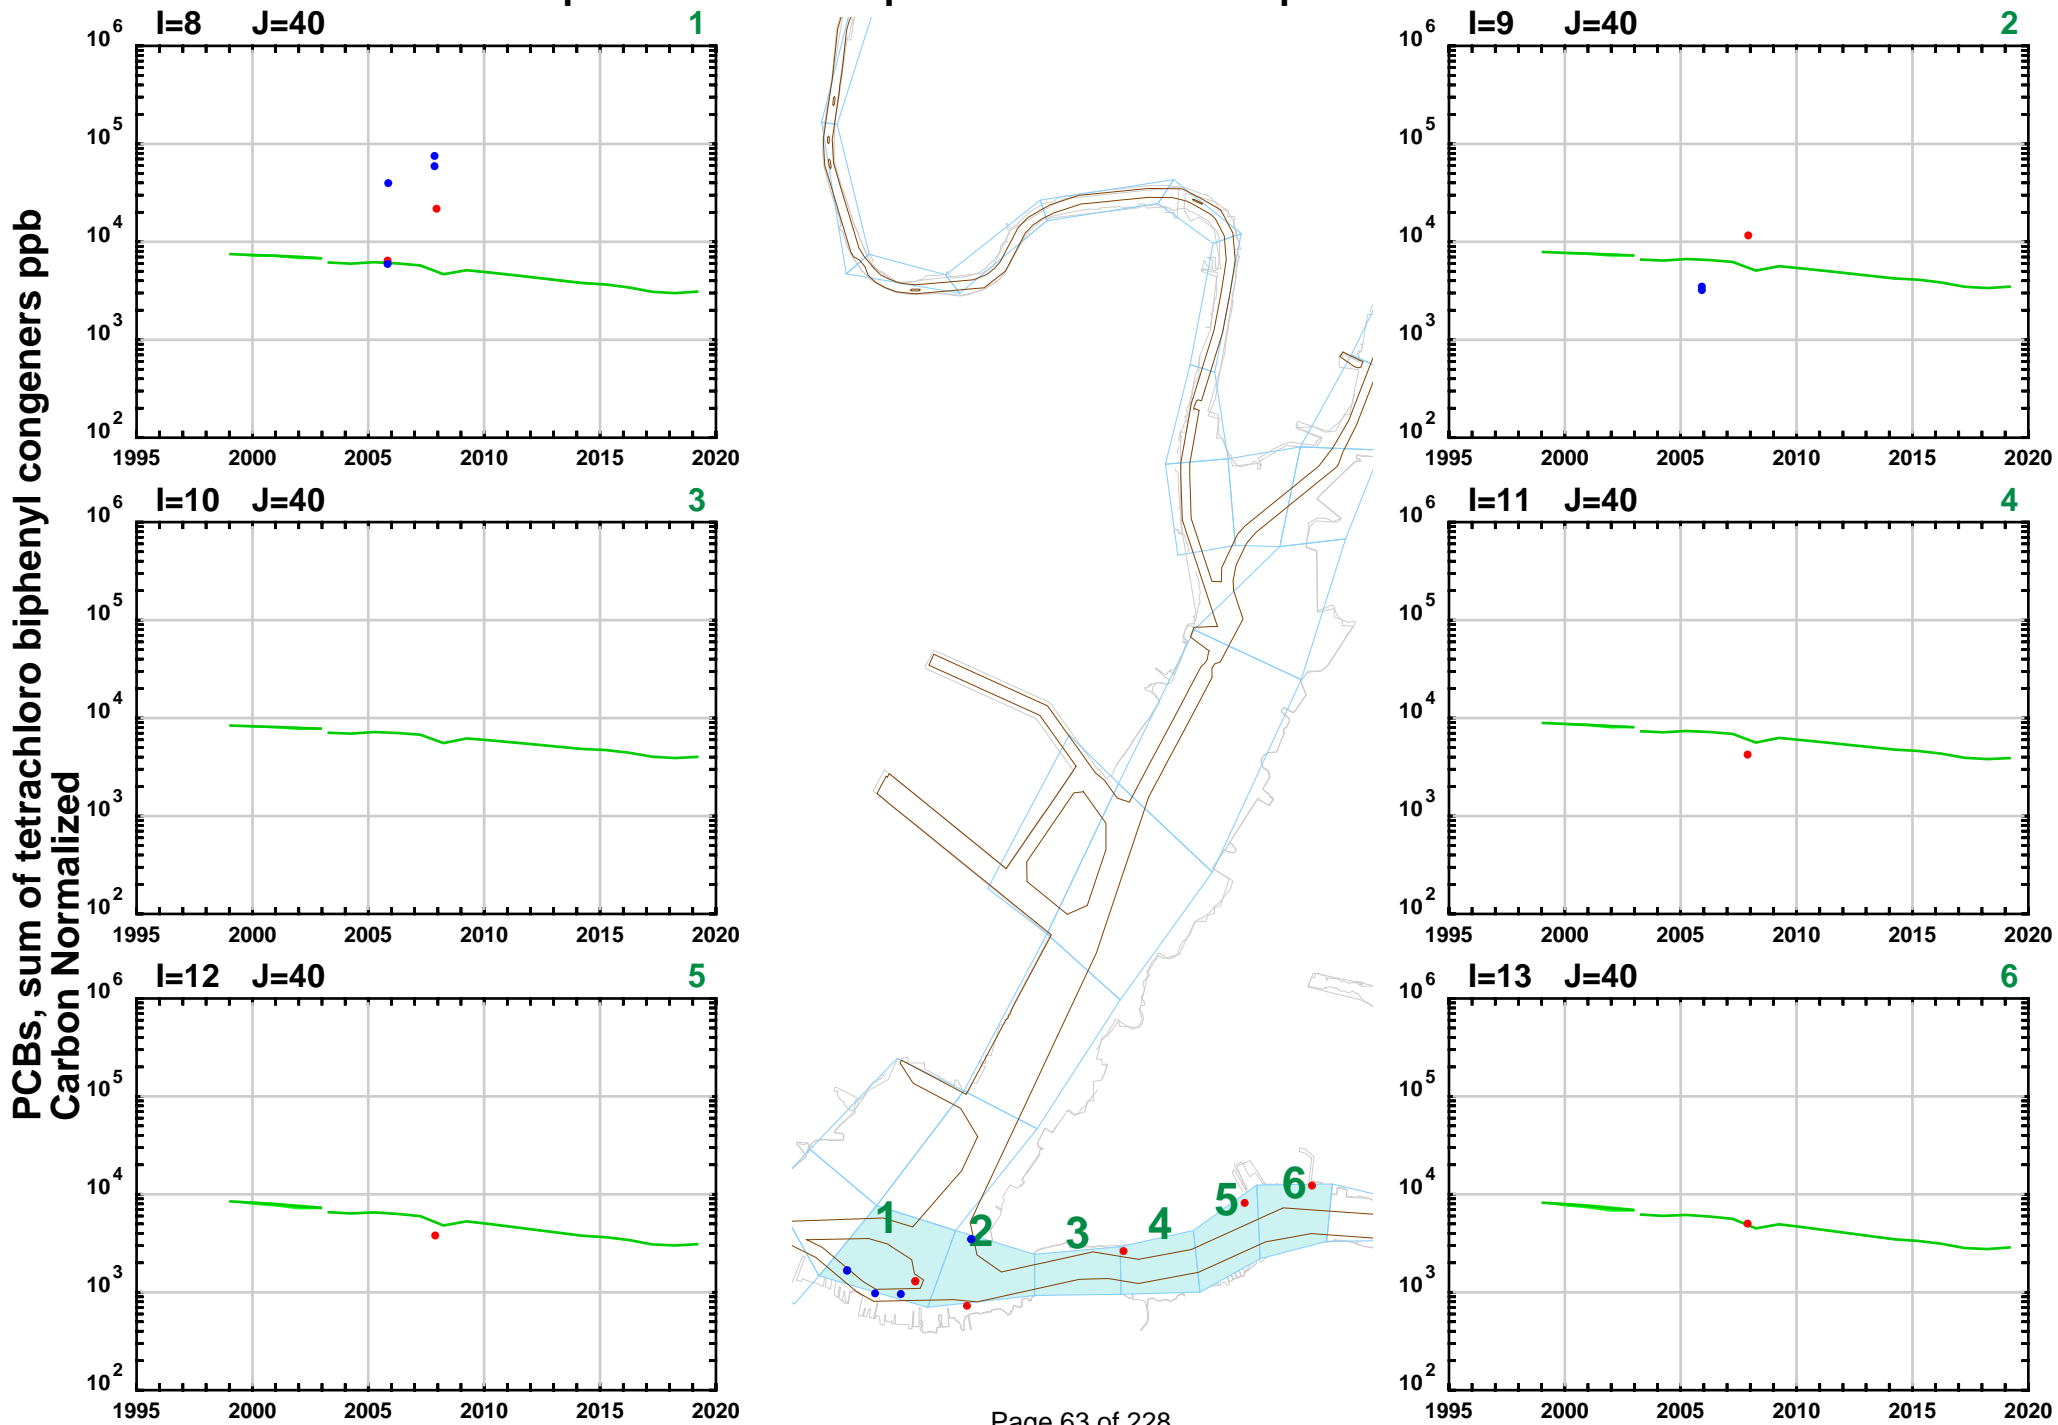 PCBs, sum of tetrachloro biphenyl congeners ppb
Carbon Normalized
I=8 J=40 1
10^6
10^5
10^4
10^3
10^2
1995 2000 2005 2010 2015 2020
I=9 J=40 2
10^6
10^5
10^4
10^3
10^2
1995 2000 2005 2010 2015 2020
I=10 J=40 3
10^6
10^5
10^4
10^3
10^2
1995 2000 2005 2010 2015 2020
I=11 J=40 4
10^6
10^5
10^4
10^3
10^2
1995 2000 2005 2010 2015 2020
I=12 J=40 5
10^6
10^5
10^4
10^3
10^2
1995 2000 2005 2010 2015 2020
I=13 J=40 6
10^6
10^5
10^4
10^3
10^2
1995 2000 2005 2010 2015 2020
1 2 3 4 5 6
Page 63 of 228